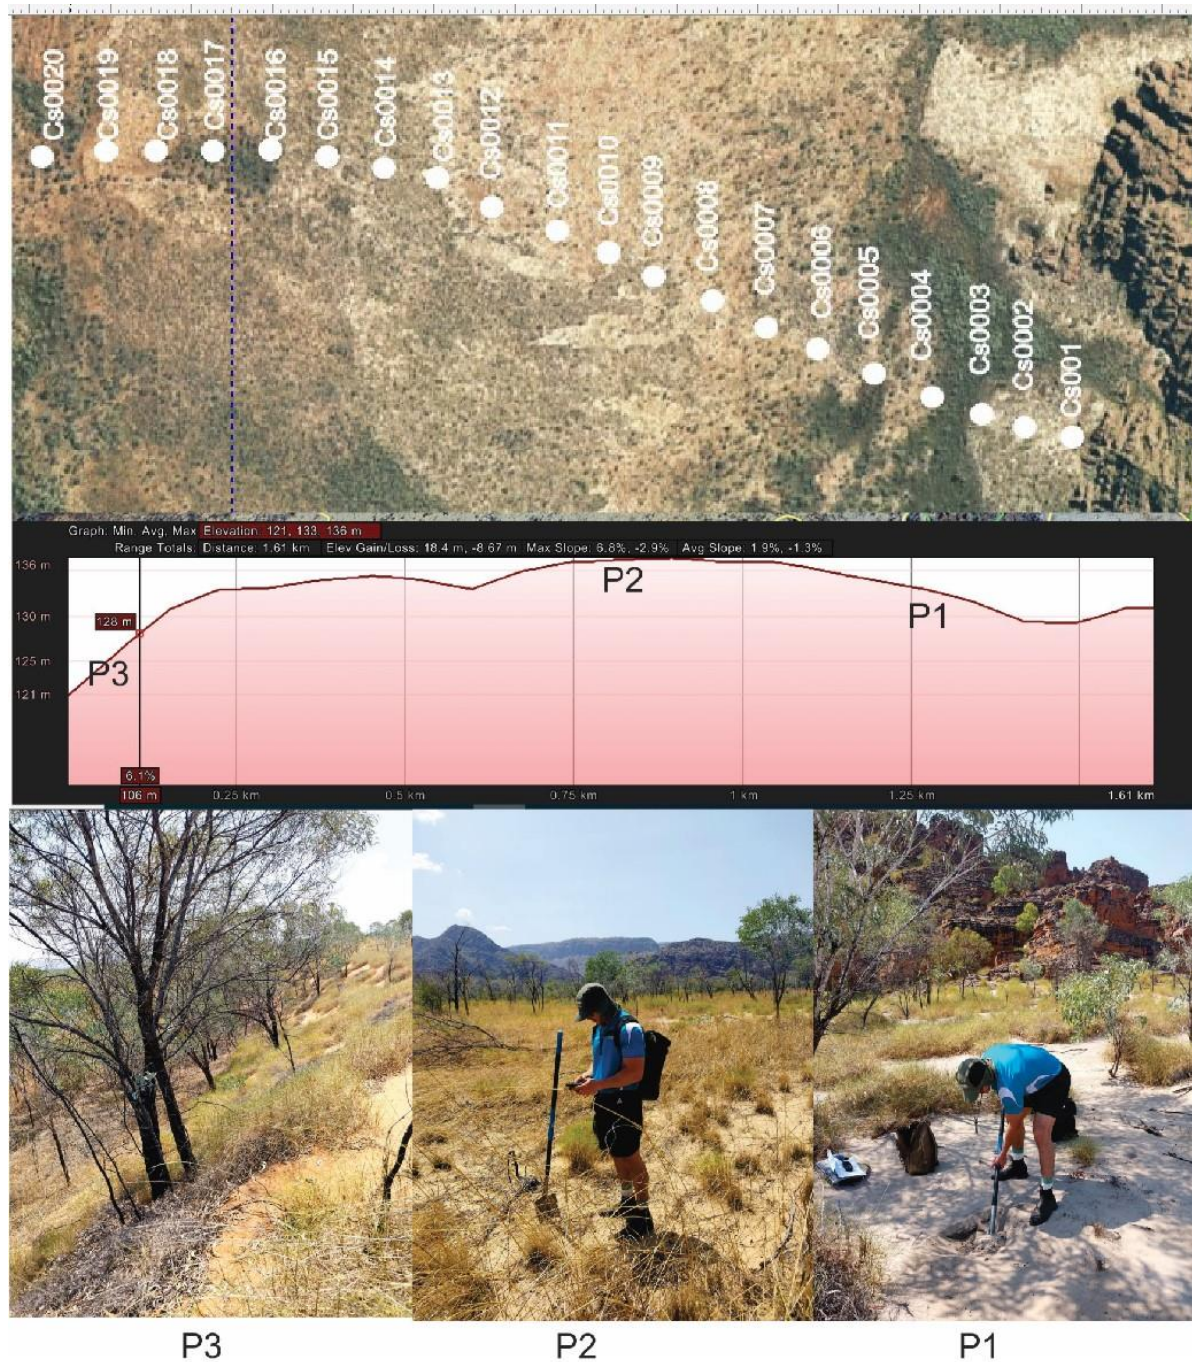 Cs0020
Cs0019
Cs0018
Cs0017
Cs0016
Cs0015
Cs0014
Cs0013
Cs0012
Cs0011
Cs0010
Cs0009
Cs0008
Cs0007
Cs0006
Cs0005
Cs0004
Cs0003
Cs0002
Cs001
Graph: Min, Avg, Max Elevation: 121, 133, 136 m
Range Totals: Distance: 1.61 km Elev Gain/Loss: 18.4 m, -8.67 m Max Slope: 6.8%, -2.9% Avg Slope: 1.9%, -1.3%
136 m
P2
130 m
128 m
P1
125 m
P3
121 m
6.1%
106 m 0.25 km 0.5 km 0.75 km 1 km 1.25 km 1.61 km
P3 P2 P1